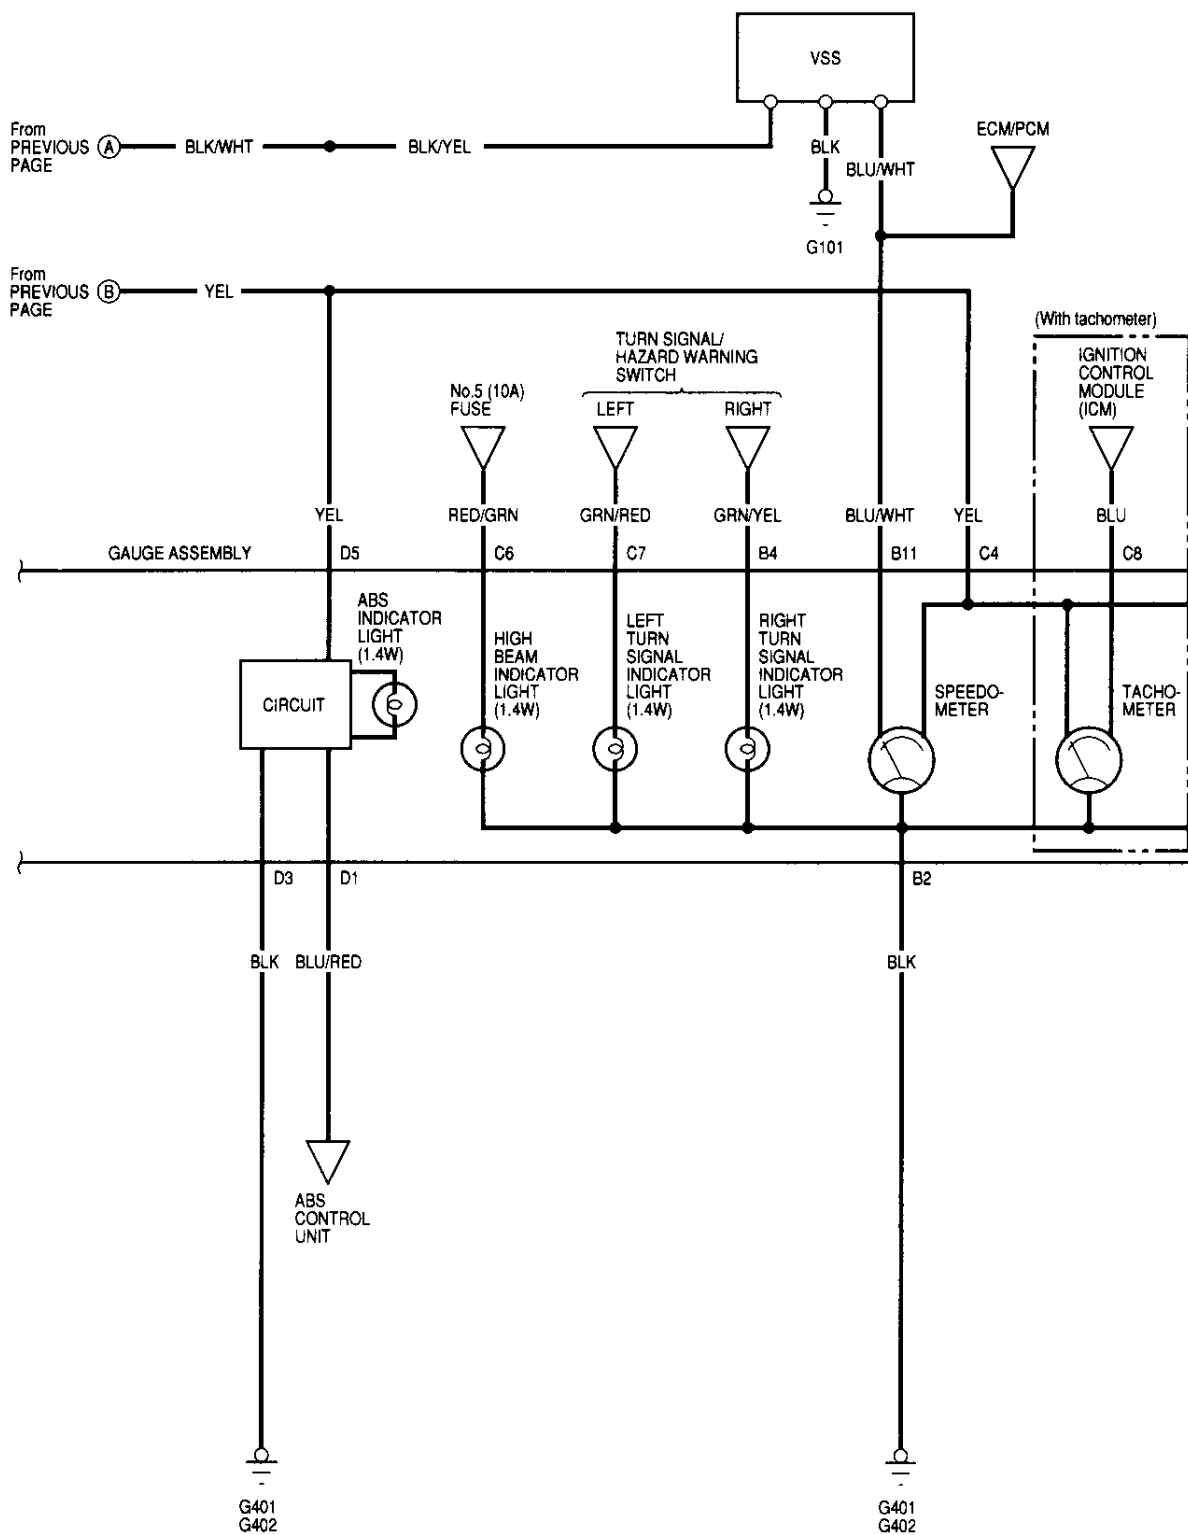 VSS
From
PREVIOUS
PAGE
A
BLK/WHT
BLK/YEL
BLK
BLU/WHT
ECM/PCM
G101
From
PREVIOUS
PAGE
B
YEL
(With tachometer)
TURN SIGNAL/
HAZARD WARNING
SWITCH
No.5 (10A)
FUSE
LEFT
RIGHT
IGNITION
CONTROL
MODULE
(ICM)
YEL
RED/GRN
GRN/RED
GRN/YEL
BLU/WHT
YEL
BLU
GAUGE ASSEMBLY
D5
C6
C7
B4
B11
C4
C8
ABS
INDICATOR
LIGHT
(1.4W)
CIRCUIT
HIGH
BEAM
INDICATOR
LIGHT
(1.4W)
LEFT
TURN
SIGNAL
INDICATOR
LIGHT
(1.4W)
RIGHT
TURN
SIGNAL
INDICATOR
LIGHT
(1.4W)
SPEEDO-
METER
TACHO-
METER
D3
D1
B2
BLK
BLU/RED
BLK
ABS
CONTROL
UNIT
G401
G402
G401
G402